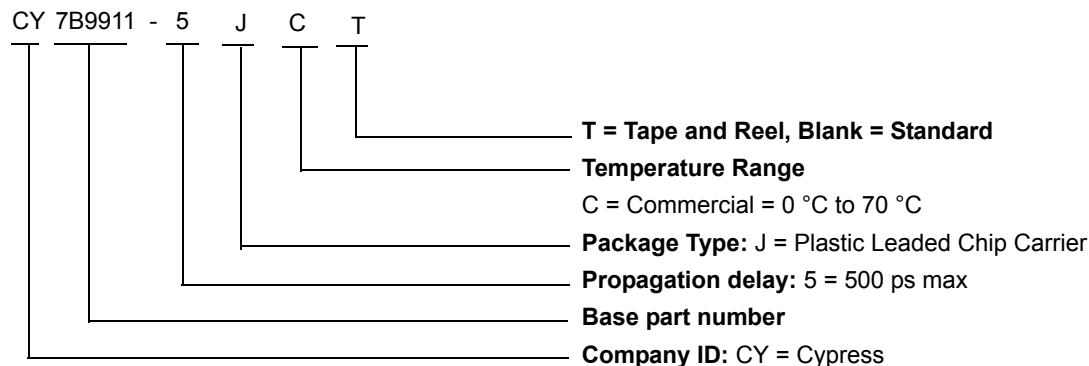 CY 7B9911 - 5 J C T
T = Tape and Reel, Blank = Standard
Temperature Range
C = Commercial = 0 °C to 70 °C
Package Type: J = Plastic Leaded Chip Carrier
Propagation delay: 5 = 500 ps max
Base part number
Company ID: CY = Cypress